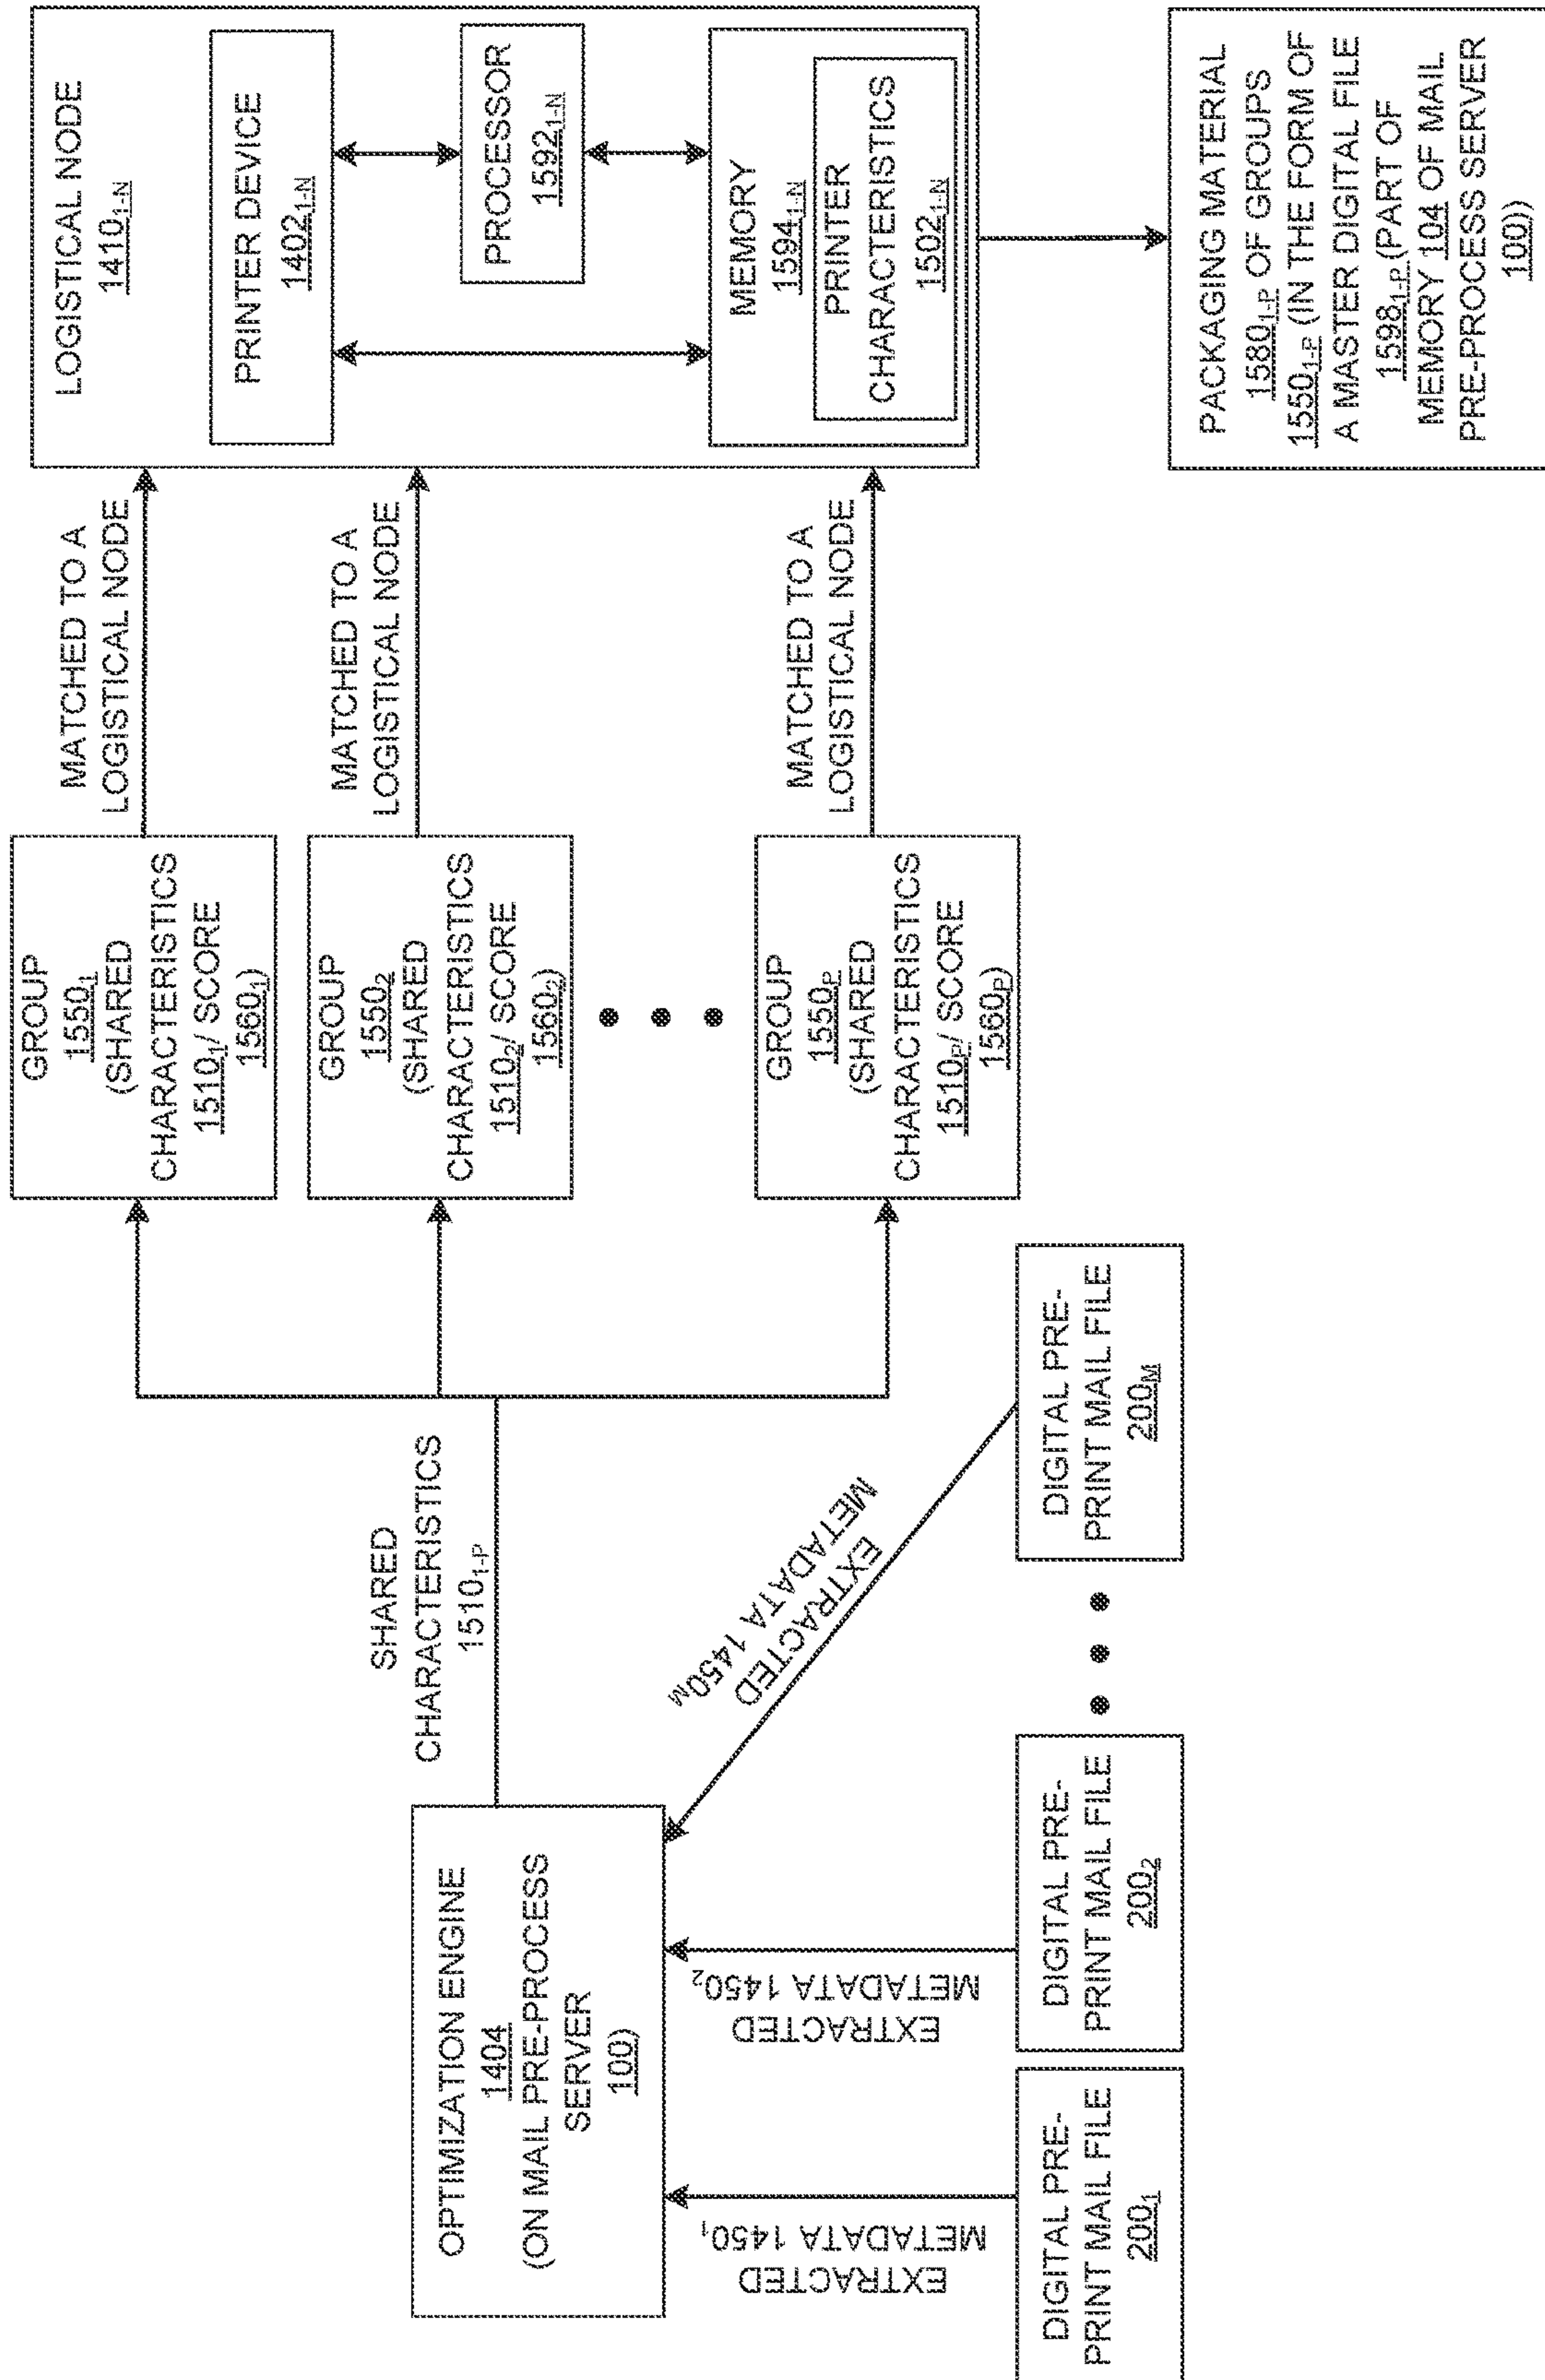 OPTIMIZATION ENGINE
1404
(ON MAIL PRE-PROCESS
SERVER
100)
EXTRACTED
METADATA 1450₁
EXTRACTED
METADATA 1450₂
EXTRACTED
METADATA 1450M
DIGITAL PRE-
PRINT MAIL FILE
200₁
DIGITAL PRE-
PRINT MAIL FILE
200₂
DIGITAL PRE-
PRINT MAIL FILE
200M
SHARED
CHARACTERISTICS
1510₁-P
GROUP
1550₁
(SHARED
CHARACTERISTICS
1510₁/ SCORE
1560₁)
GROUP
1550₂
(SHARED
CHARACTERISTICS
1510₂/ SCORE
1560₂)
GROUP
1550P
(SHARED
CHARACTERISTICS
1510P/ SCORE
1560P)
MATCHED TO A
LOGISTICAL NODE
MATCHED TO A
LOGISTICAL NODE
MATCHED TO A
LOGISTICAL NODE
LOGISTICAL NODE
1410₁-N
PRINTER DEVICE
1402₁-N
PROCESSOR
1592₁-N
MEMORY
1594₁-N
PRINTER
CHARACTERISTICS
1502₁-N
PACKAGING MATERIAL
1580₁-P OF GROUPS
1550₁-P (IN THE FORM OF
A MASTER DIGITAL FILE
1598₁-P (PART OF
MEMORY 104 OF MAIL
PRE-PROCESS SERVER
100))